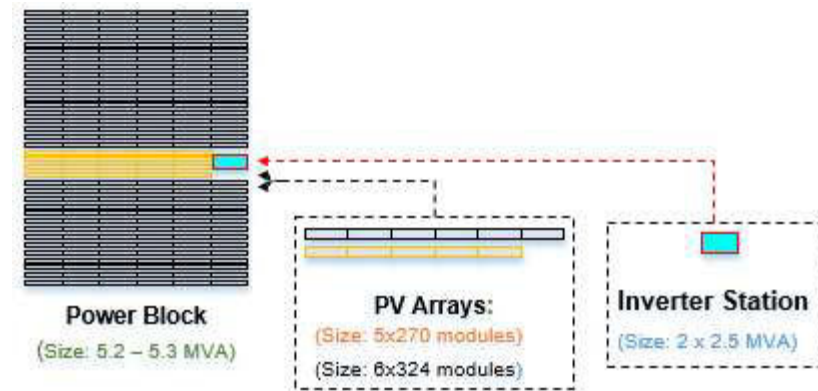 Power Block
(Size: 5.2 – 5.3 MVA)
PV Arrays:
(Size: 5x270 modules)
(Size: 6x324 modules)
Inverter Station
(Size: 2 x 2.5 MVA)